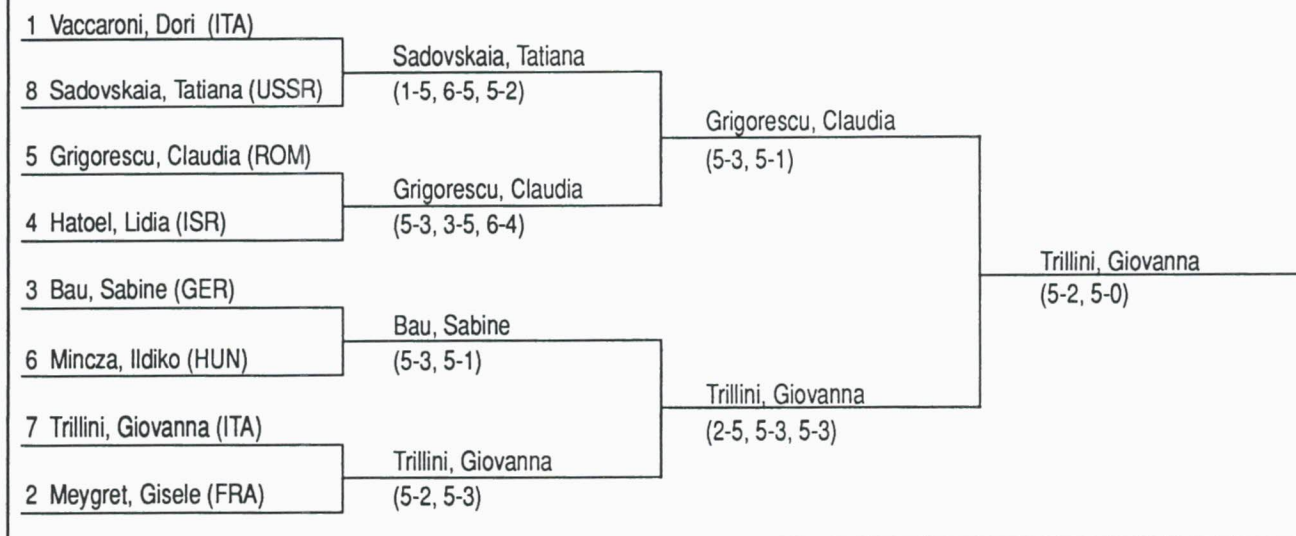 1 Vaccaroni, Dori (ITA)
8 Sadovskaia, Tatiana (USSR)
5 Grigorescu, Claudia (ROM)
4 Hatoel, Lidia (ISR)
3 Bau, Sabine (GER)
6 Mincza, Ildiko (HUN)
7 Trillini, Giovanna (ITA)
2 Meygret, Gisele (FRA)
Sadovskaia, Tatiana
(1-5, 6-5, 5-2)
Grigorescu, Claudia
(5-3, 3-5, 6-4)
Bau, Sabine
(5-3, 5-1)
Trillini, Giovanna
(5-2, 5-3)
Grigorescu, Claudia
(5-3, 5-1)
Trillini, Giovanna
(2-5, 5-3, 5-3)
Trillini, Giovanna
(5-2, 5-0)